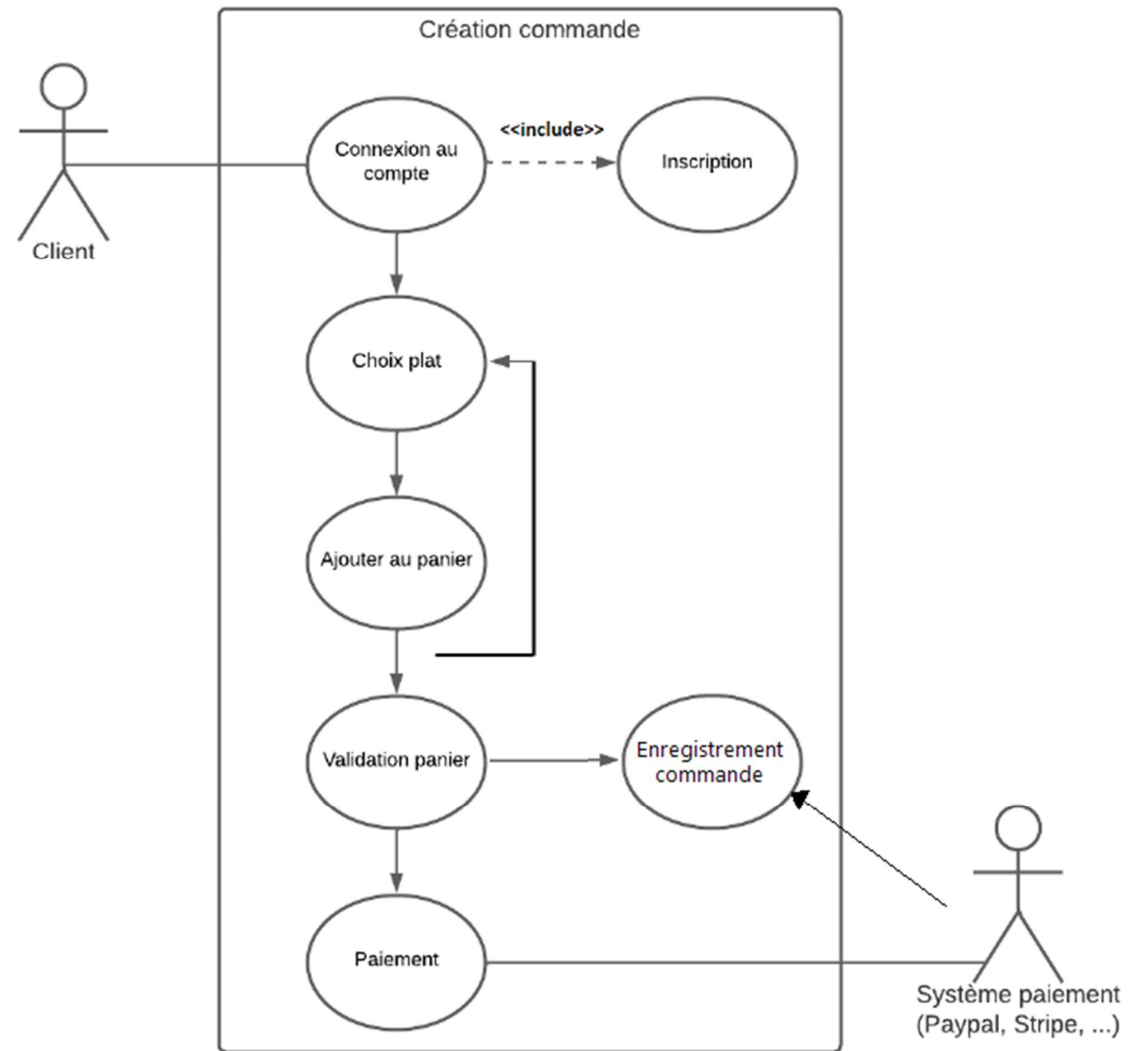 Création commande
Connexion au
compte
<<include>>
Inscription
Client
Choix plat
Ajouter au panier
Validation panier
Enregistrement
commande
Paiement
Système paiement
(Paypal, Stripe, ...)